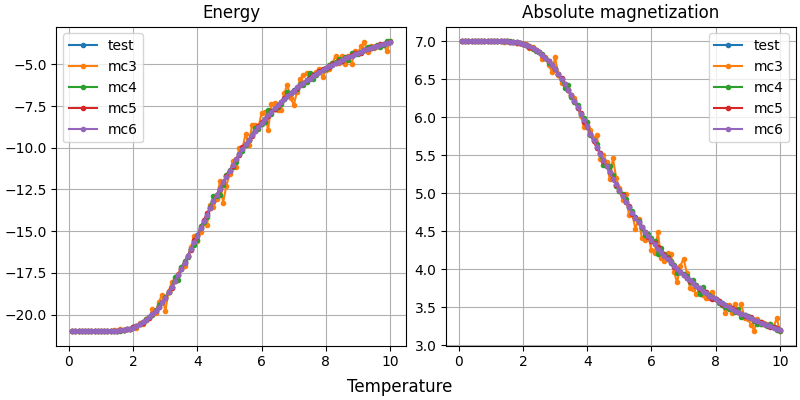 Energy
Absolute magnetization
test
mc3
mc4
mc5
mc6
−5.0
−7.5
−10.0
−12.5
−15.0
−17.5
−20.0
0 2 4 6 8 10
test
mc3
mc4
mc5
mc6
7.0
6.5
6.0
5.5
5.0
4.5
4.0
3.5
3.0
0 2 4 6 8 10
Temperature